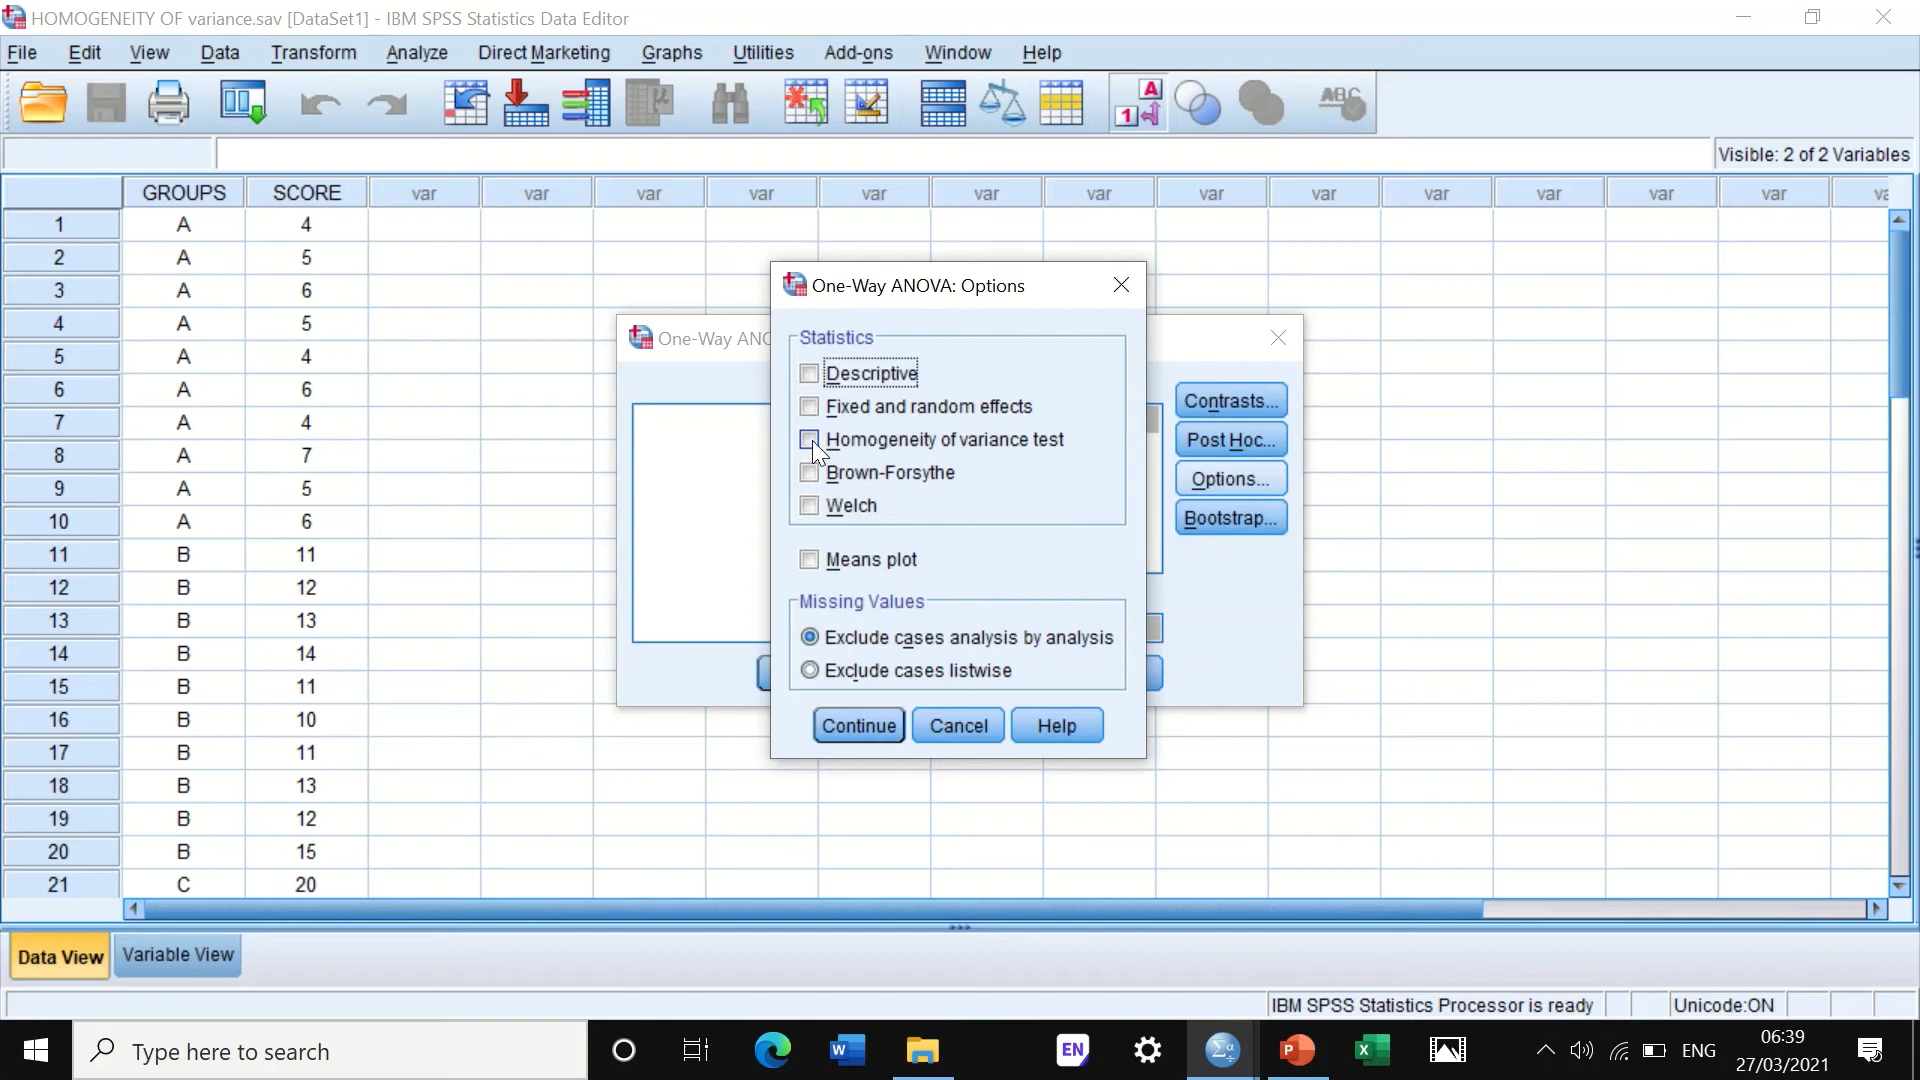 HOMOGENEITY OF variance.sav [DataSet1] - IBM SPSS Statistics Data Editor
File Edit View Data Transform Analyze Direct Marketing Graphs Utilities Add-ons Window Help
A
1
ABC
Visible: 2 of 2 Variables
GROUPS SCORE var var var var var var var var var var var var var
1 A 4
2 A 5
3 A 6
4 A 5
5 A 4
6 A 6
7 A 4
8 A 7
9 A 5
10 A 6
11 B 11
12 B 12
13 B 13
14 B 14
15 B 11
16 B 10
17 B 11
18 B 13
19 B 12
20 B 15
21 C 20
One-Way ANO
Contrasts...
Post Hoc...
Options...
Bootstrap...
One-Way ANOVA: Options
Statistics
Descriptive
Fixed and random effects
Homogeneity of variance test
Brown-Forsythe
Welch
Means plot
Missing Values
Exclude cases analysis by analysis
Exclude cases listwise
Continue Cancel Help
Data View Variable View
IBM SPSS Statistics Processor is ready Unicode:ON
Type here to search
EN
ENG
06:39
27/03/2021